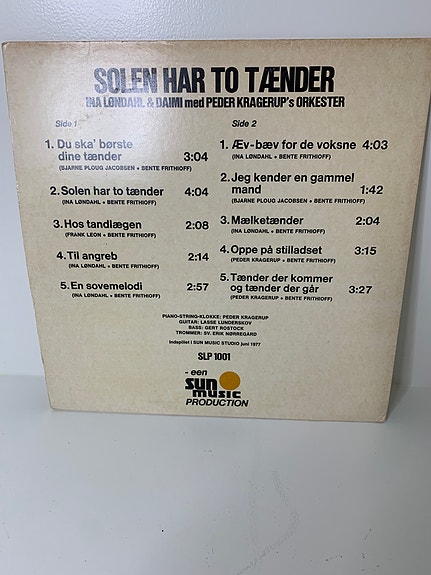 SOLEN HAR TO TÆNDER
INA LØNDAHL & DAIMI med PEDER KRAGERUP's ORKESTER
Side 1
1. Du ska' børste
dine tænder 3:04
(BJARNE PLOUG JACOBSEN + BENTE FRITHIOFF)
2. Solen har to tænder 4:04
(INA LØNDAHL + BENTE FRITHIOFF)
3. Hos tandlægen 2:08
(FRANK LEON + BENTE FRITHIOFF)
4. Til angreb 2:14
(INA LØNDAHL + BENTE FRITHIOFF)
5. En sovemelodi 2:57
(INA LØNDAHL + BENTE FRITHIOFF)
Side 2
1. Æv-bæv for de voksne 4:03
(INA LØNDAHL + BENTE FRITHIOFF)
2. Jeg kender en gammel
mand 1:42
(BJARNE PLOUG JACOBSEN + BENTE FRITHIOFF)
3. Mælketænder 2:04
(INA LØNDAHL + BENTE FRITHIOFF)
4. Oppe på stilladset 3:15
(PEDER KRAGERUP + BENTE FRITHIOFF)
5. Tænder der kommer
og tænder der går 3:27
(PEDER KRAGERUP + BENTE FRITHIOFF)
PIANO-STRING-KLOKKE: PEDER KRAGERUP
GUITAR: LASSE LUNDERSKOV
BASS: GERT ROSTOCK
TROMMER: SV. ERIK NØRREGÅRD
Indspillet i SUN MUSIC STUDIO juni 1977
SLP 1001
- een
sun
music
PRODUCTION